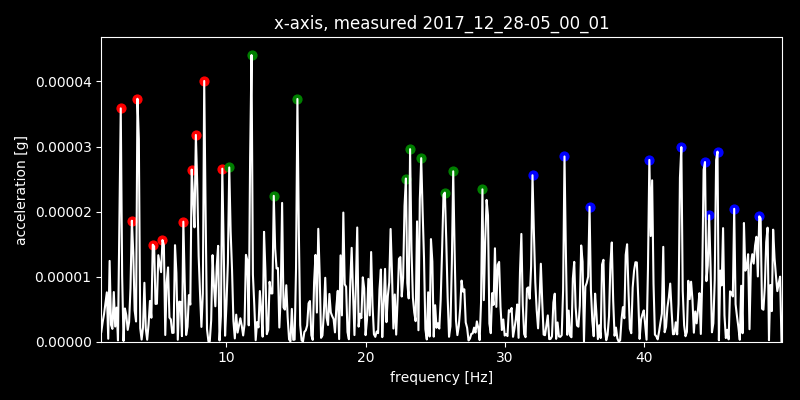 x-axis, measured 2017_12_28-05_00_01
acceleration [g]
0.00004
0.00003
0.00002
0.00001
0.00000
10 20 30 40
frequency [Hz]